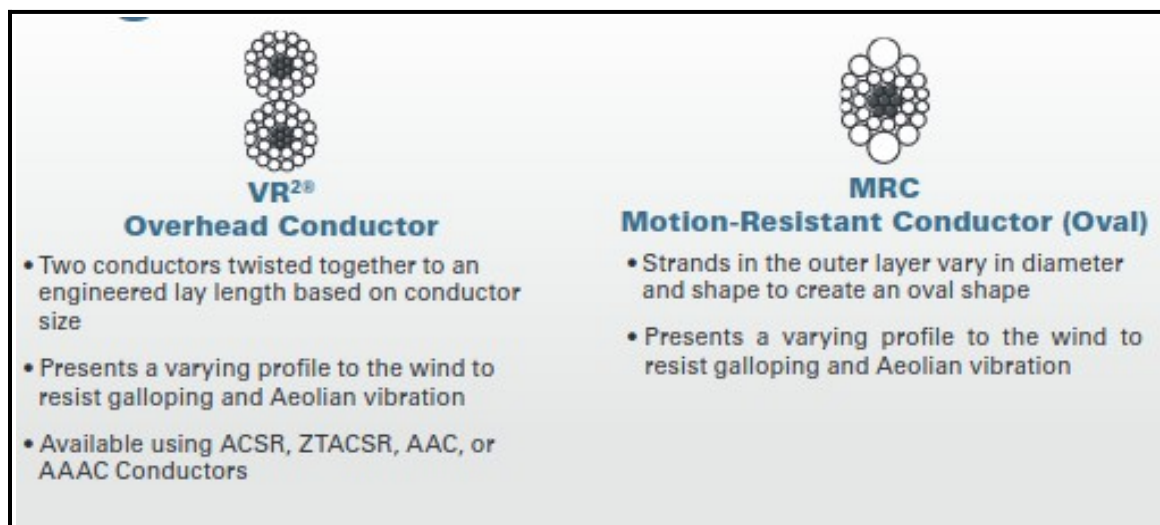 VR²®
Overhead Conductor
• Two conductors twisted together to an
engineered lay length based on conductor
size
• Presents a varying profile to the wind to
resist galloping and Aeolian vibration
• Available using ACSR, ZTACSR, AAC, or
AAAC Conductors
MRC
Motion-Resistant Conductor (Oval)
• Strands in the outer layer vary in diameter
and shape to create an oval shape
• Presents a varying profile to the wind to
resist galloping and Aeolian vibration